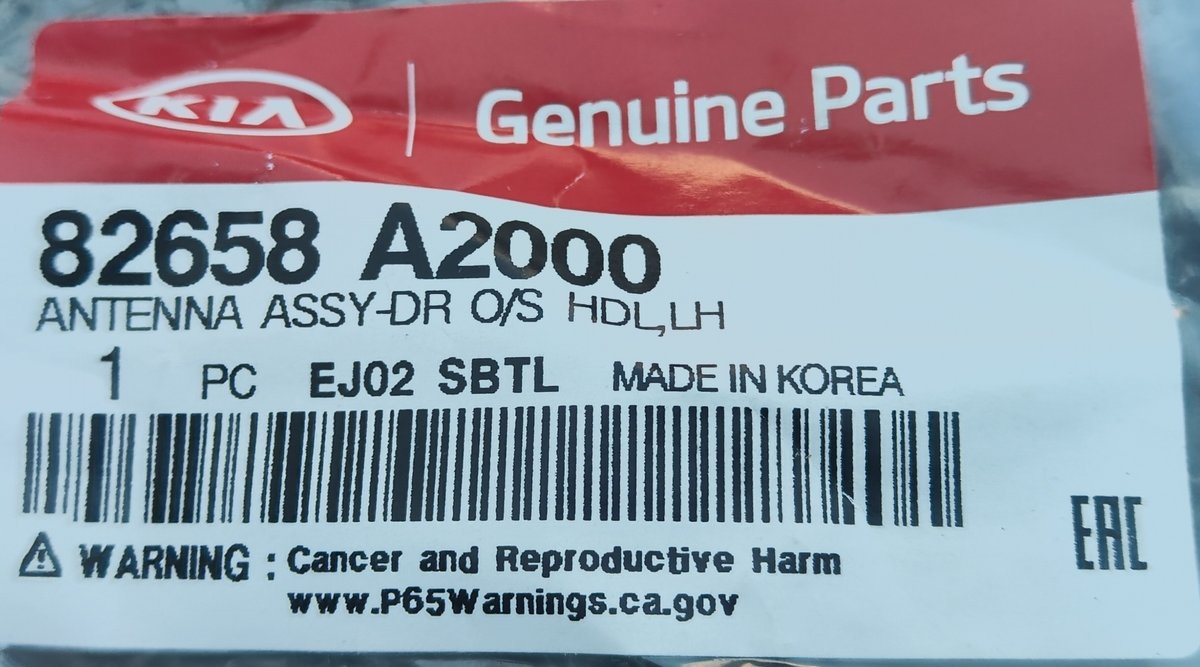 KIA Genuine Parts
82658 A2000
ANTENNA ASSY-DR O/S HDL,LH
1 PC EJ02 SBTL MADE IN KOREA
EAC
WARNING : Cancer and Reproductive Harm
www.P65Warnings.ca.gov